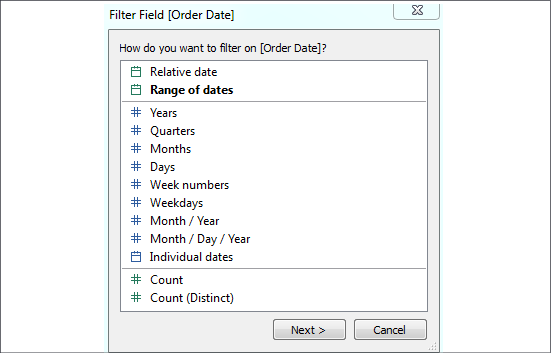 Filter Field [Order Date]
How do you want to filter on [Order Date]?
Relative date
Range of dates
Years
Quarters
Months
Days
Week numbers
Weekdays
Month / Year
Month / Day / Year
Individual dates
Count
Count (Distinct)
Next > Cancel